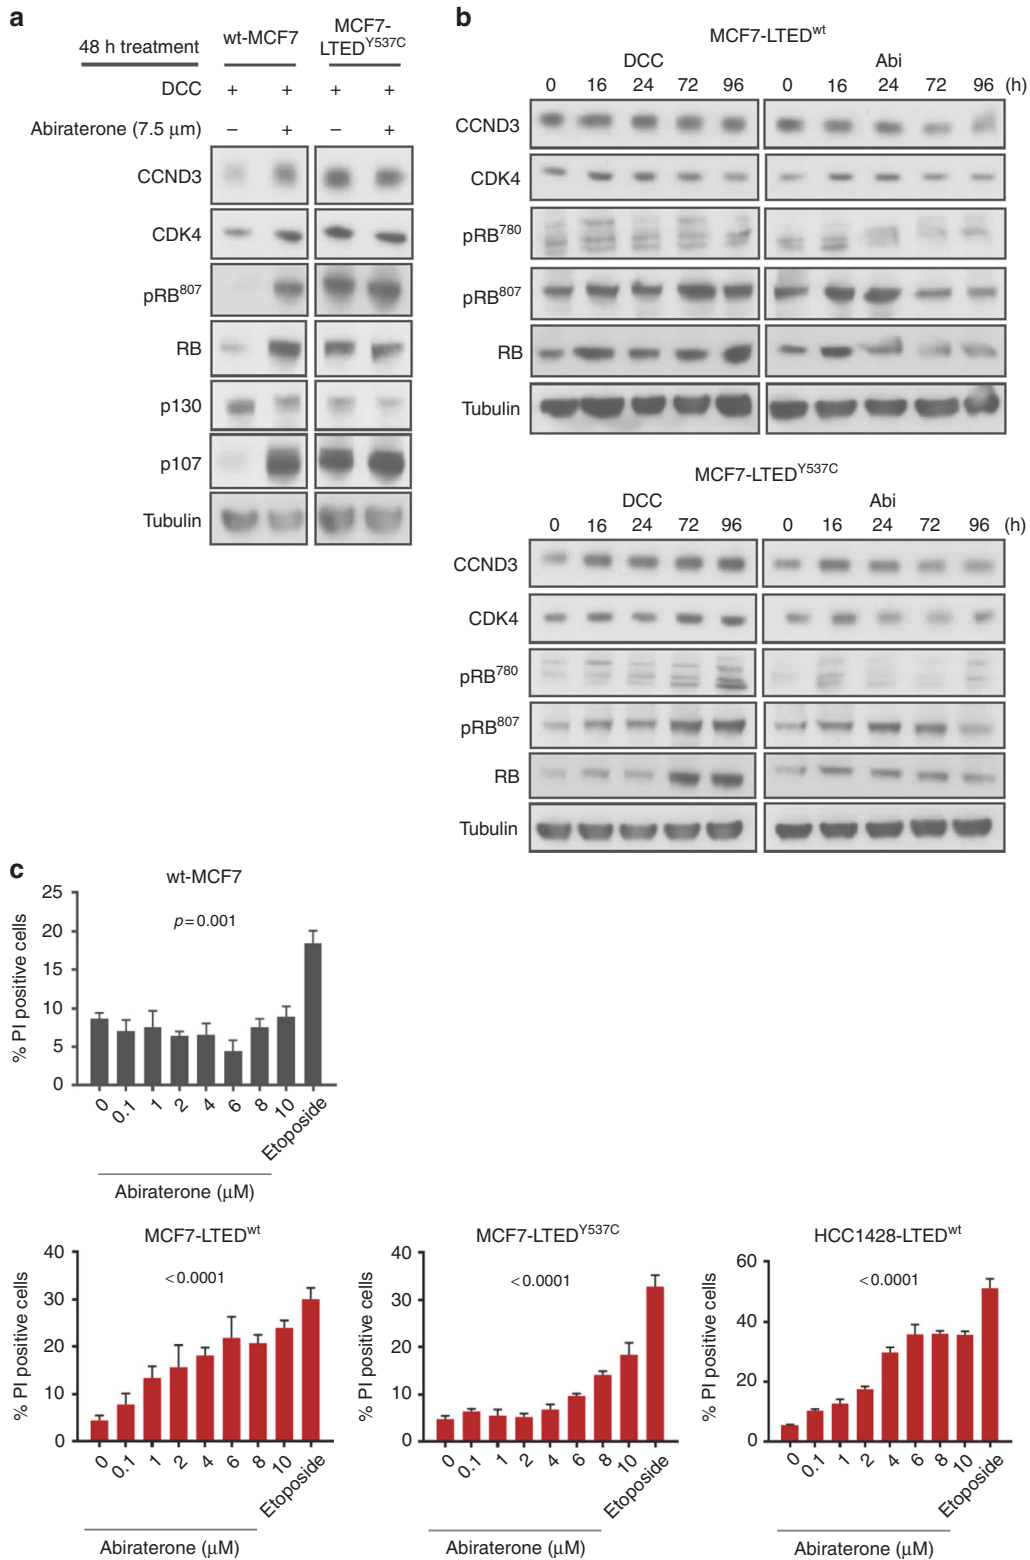 a
48 h treatment
wt-MCF7
MCF7-
LTED^Y537C
DCC + + + +
Abiraterone (7.5 μm) – + – +
CCND3
CDK4
pRB^807
RB
p130
p107
Tubulin
b
MCF7-LTED^wt
DCC Abi
0 16 24 72 96 0 16 24 72 96 (h)
CCND3
CDK4
pRB^780
pRB^807
RB
Tubulin
MCF7-LTED^Y537C
DCC Abi
0 16 24 72 96 0 16 24 72 96 (h)
CCND3
CDK4
pRB^780
pRB^807
RB
Tubulin
c
wt-MCF7
p=0.001
% PI positive cells
25
20
15
10
5
0
0 0.1 1 2 4 6 8 10 Etoposide
Abiraterone (μM)
MCF7-LTED^wt
<0.0001
% PI positive cells
40
30
20
10
0
0 0.1 1 2 4 6 8 10 Etoposide
Abiraterone (μM)
MCF7-LTED^Y537C
<0.0001
% PI positive cells
40
30
20
10
0
0 0.1 1 2 4 6 8 10 Etoposide
Abiraterone (μM)
HCC1428-LTED^wt
<0.0001
% PI positive cells
60
40
20
0
0 0.1 1 2 4 6 8 10 Etoposide
Abiraterone (μM)